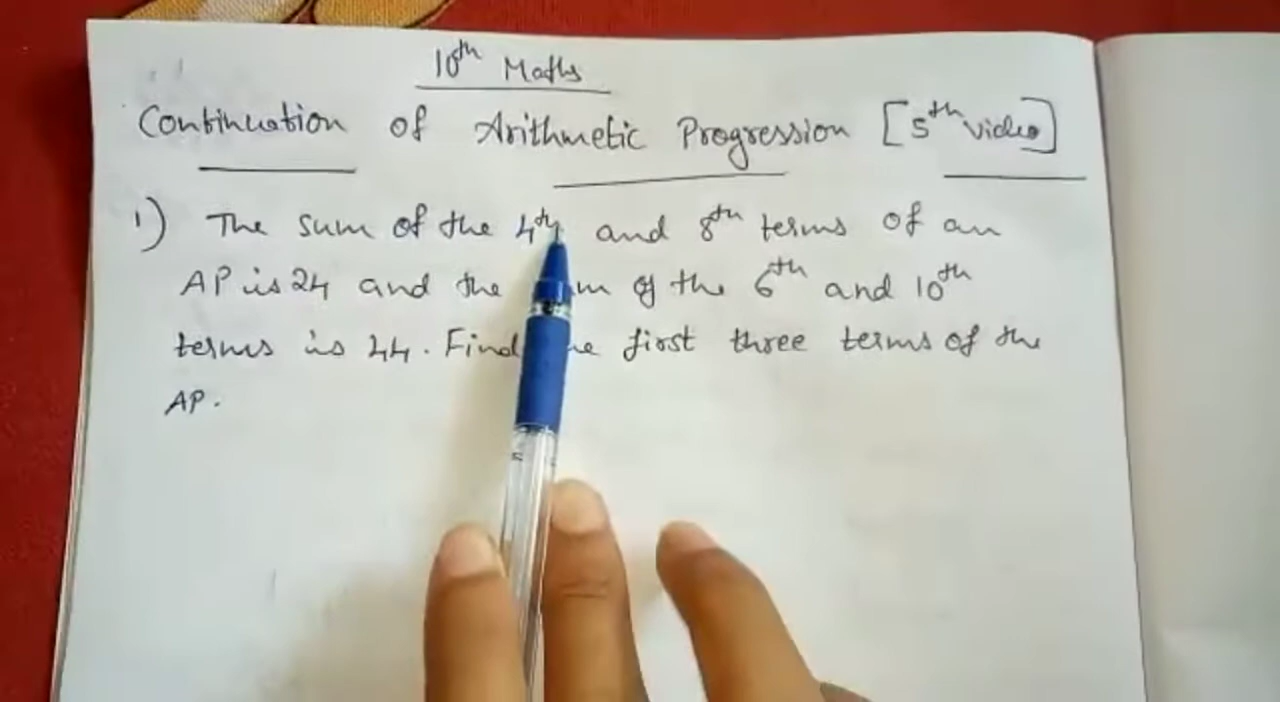 10th Maths
Continuation of Arithmetic Progression [5th video]
1) The sum of the 4th and 8th terms of an
AP is 24 and the of the 6th and 10th
terms is 44. Find first three terms of the
AP.